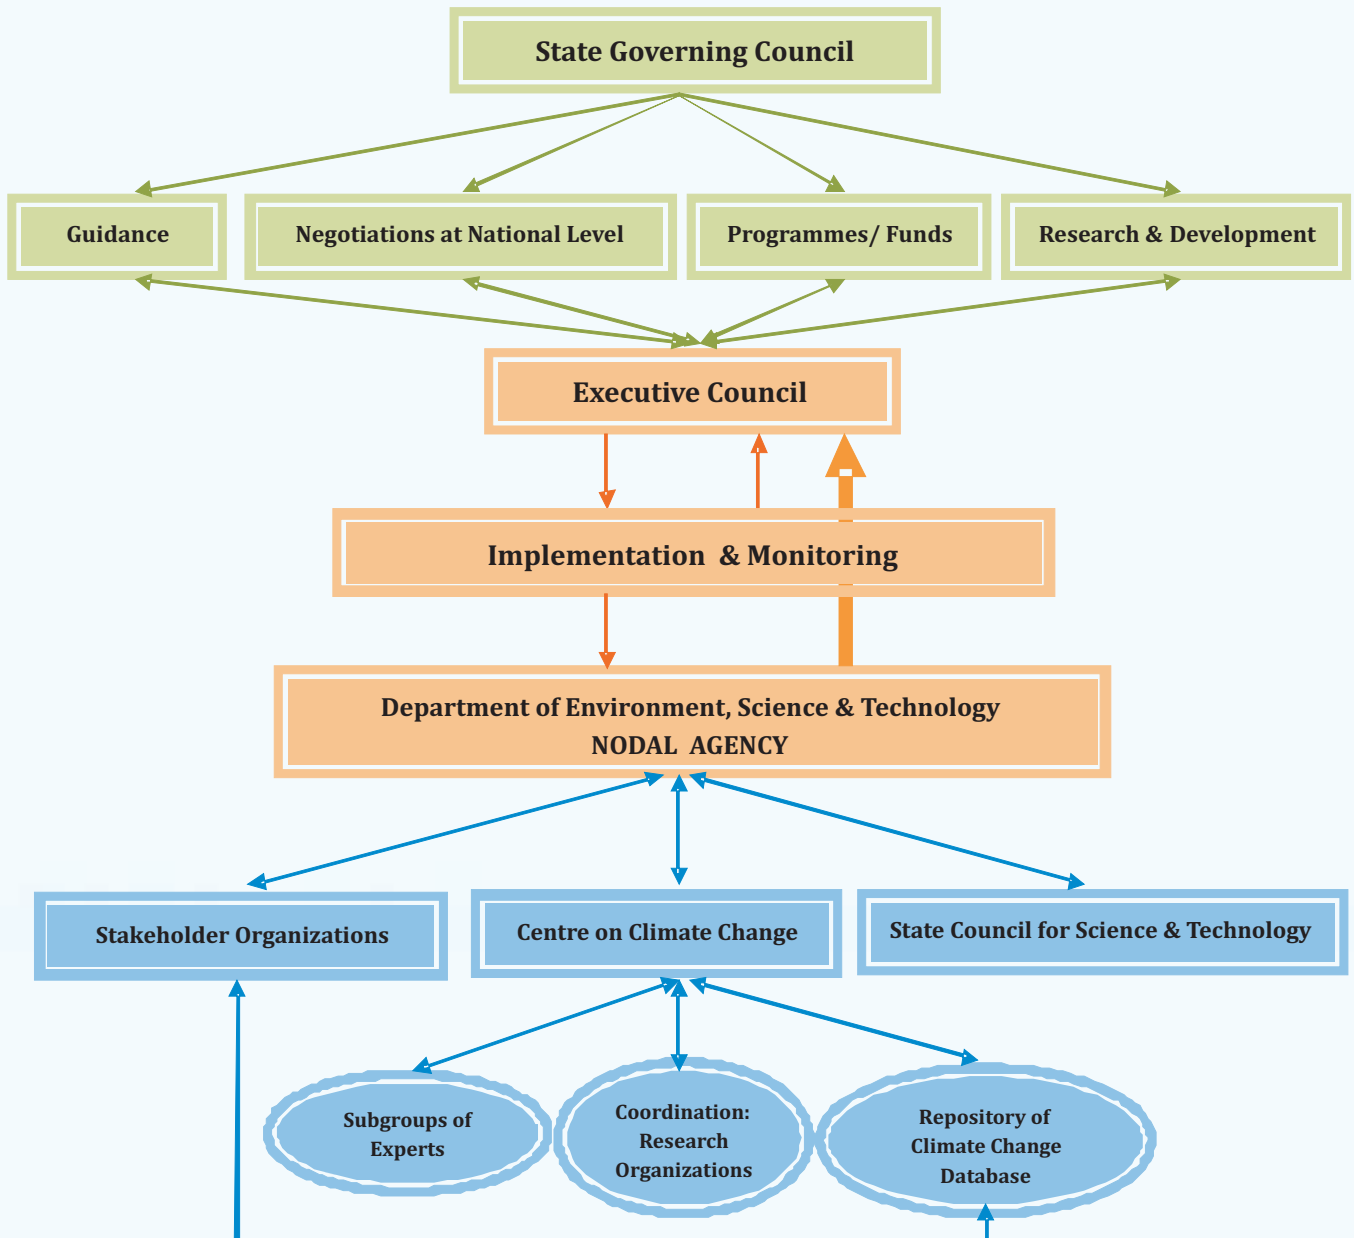 State Governing Council
Guidance
Negotiations at National Level
Programmes/ Funds
Research & Development
Executive Council
Implementation & Monitoring
Department of Environment, Science & Technology
NODAL AGENCY
Stakeholder Organizations
Centre on Climate Change
State Council for Science & Technology
Subgroups of
Experts
Coordination:
Research
Organizations
Repository of
Climate Change
Database